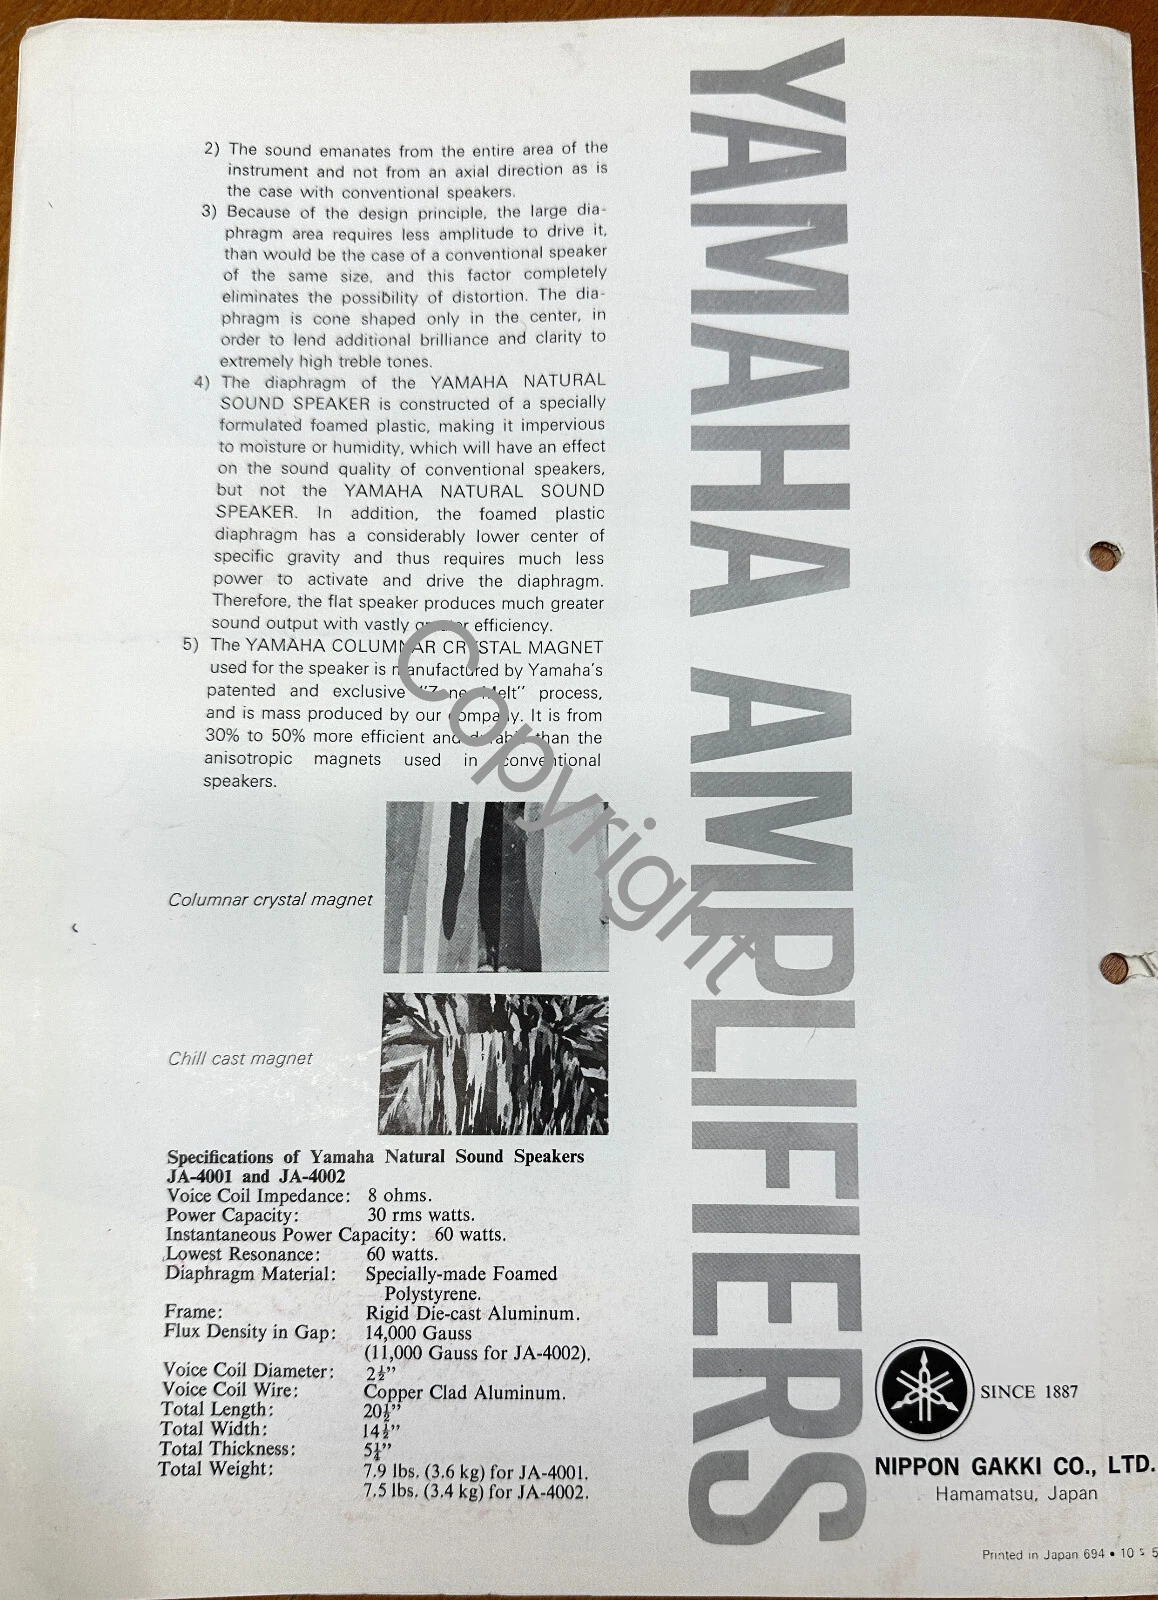 2) The sound emanates from the entire area of the
instrument and not from an axial direction as is
the case with conventional speakers.
3) Because of the design principle, the large dia-
phragm area requires less amplitude to drive it,
than would be the case of a conventional speaker
of the same size, and this factor completely
eliminates the possibility of distortion. The dia-
phragm is cone shaped only in the center, in
order to lend additional brilliance and clarity to
extremely high treble tones.
4) The diaphragm of the YAMAHA NATURAL
SOUND SPEAKER is constructed of a specially
formulated foamed plastic, making it impervious
to moisture or humidity, which will have an effect
on the sound quality of conventional speakers,
but not the YAMAHA NATURAL SOUND
SPEAKER. In addition, the foamed plastic
diaphragm has a considerably lower center of
specific gravity and thus requires much less
power to activate and drive the diaphragm.
Therefore, the flat speaker produces much greater
sound output with vastly greater efficiency.
5) The YAMAHA COLUMNAR CRYSTAL MAGNET
used for the speaker is manufactured by Yamaha's
patented and exclusive "Zone Melt" process,
and is mass produced by our company. It is from
30% to 50% more efficient and durable than the
anisotropic magnets used in conventional
speakers.
Columnar crystal magnet
Chill cast magnet
Specifications of Yamaha Natural Sound Speakers
JA-4001 and JA-4002
Voice Coil Impedance: 8 ohms.
Power Capacity: 30 rms watts.
Instantaneous Power Capacity: 60 watts.
Lowest Resonance: 60 watts.
Diaphragm Material: Specially-made Foamed
Polystyrene.
Frame: Rigid Die-cast Aluminum.
Flux Density in Gap: 14,000 Gauss
(11,000 Gauss for JA-4002).
Voice Coil Diameter: 2½"
Voice Coil Wire: Copper Clad Aluminum.
Total Length: 20½"
Total Width: 14½"
Total Thickness: 5¼"
Total Weight: 7.9 lbs. (3.6 kg) for JA-4001.
7.5 lbs. (3.4 kg) for JA-4002.
YAMAHA AMPLIFIERS
SINCE 1887
NIPPON GAKKI CO., LTD.
Hamamatsu, Japan
Printed in Japan 694 • 10
Copyright